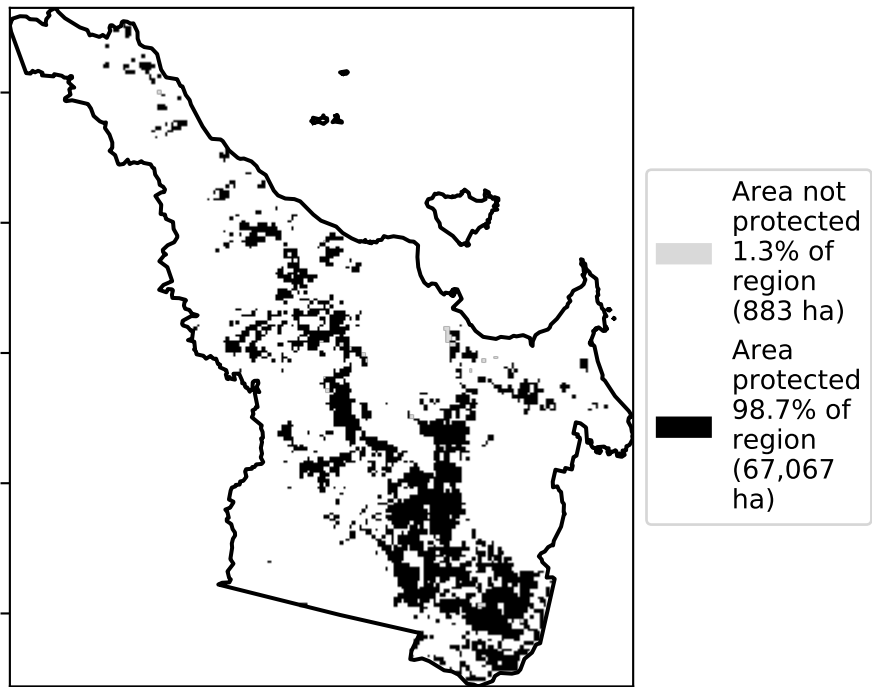 Area not
protected
1.3% of
region
(883 ha)
Area
protected
98.7% of
region
(67,067
ha)